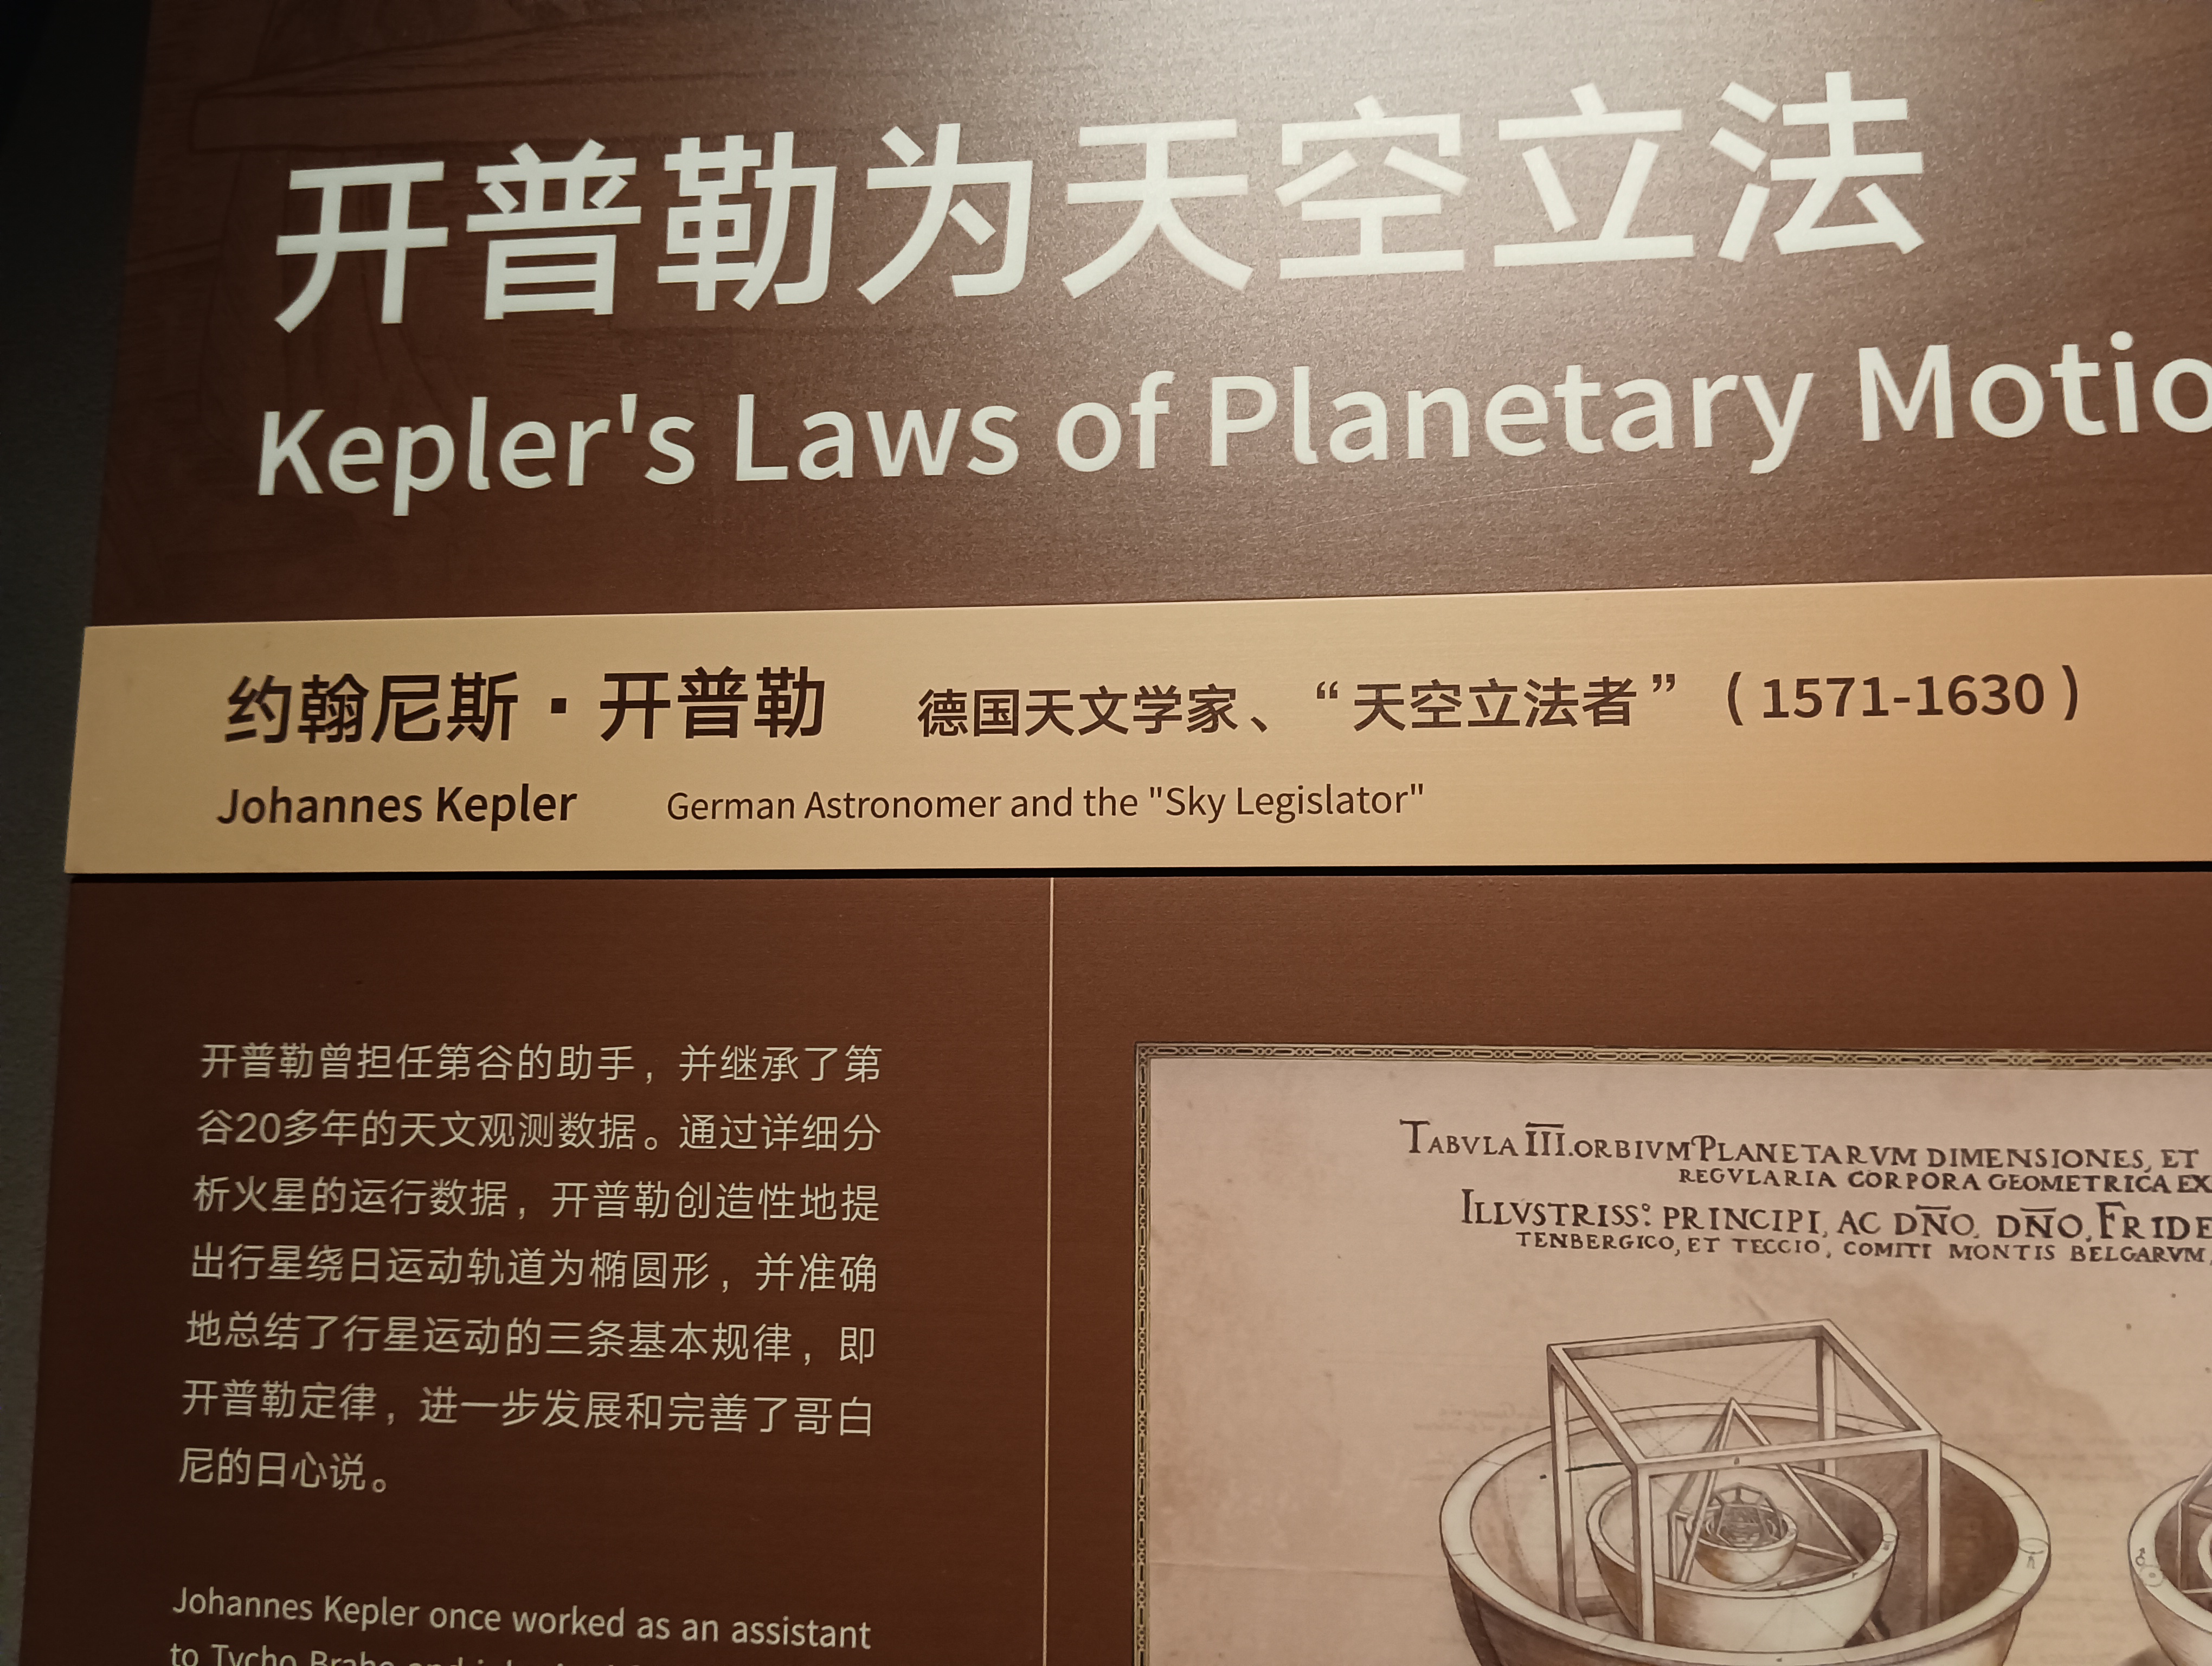 开普勒为天空立法
Kepler's Laws of Planetary Motio
约翰尼斯·开普勒 德国天文学家、“天空立法者”(1571-1630)
Johannes Kepler German Astronomer and the "Sky Legislator"
开普勒曾担任第谷的助手，并继承了第
谷20多年的天文观测数据。通过详细分
析火星的运行数据，开普勒创造性地提
出行星绕日运动轨道为椭圆形，并准确
地总结了行星运动的三条基本规律，即
开普勒定律，进一步发展和完善了哥白
尼的日心说。
Johannes Kepler once worked as an assistant
to Tycho Brahe and
TABVLA III. ORBIVM PLANETARVM DIMENSIONES, ET
REGVLARIA CORPORA GEOMETRICA EX
ILLVSTRISS: PRINCIPI, AC DNO, DNO, FRIDE
TENBERGICO, ET TECCIO, COMITI MONTIS BELGARVM,